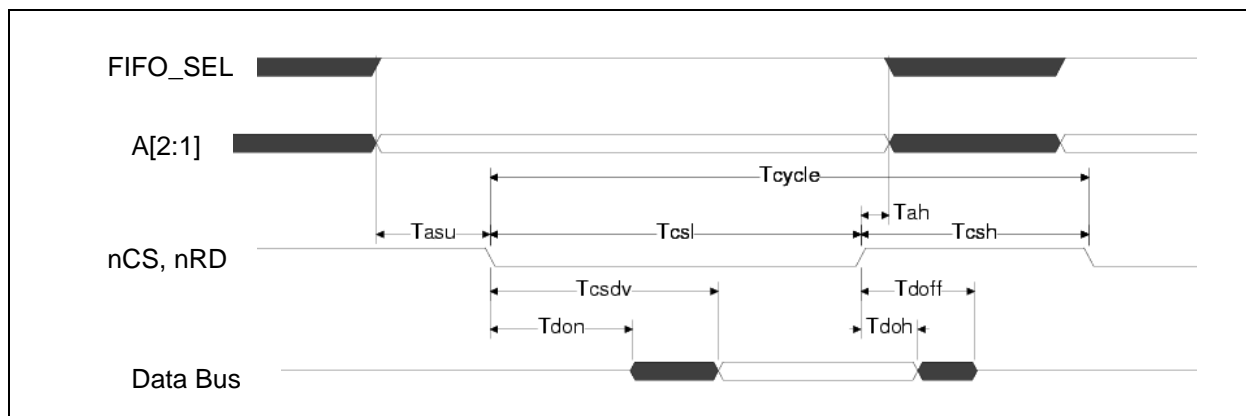 FIFO_SEL
A[2:1]
Tcycle
Tah
Tasu
Tcsl
Tcsh
nCS, nRD
Tcsdv
Tdoff
Tdon
Tdoh
Data Bus